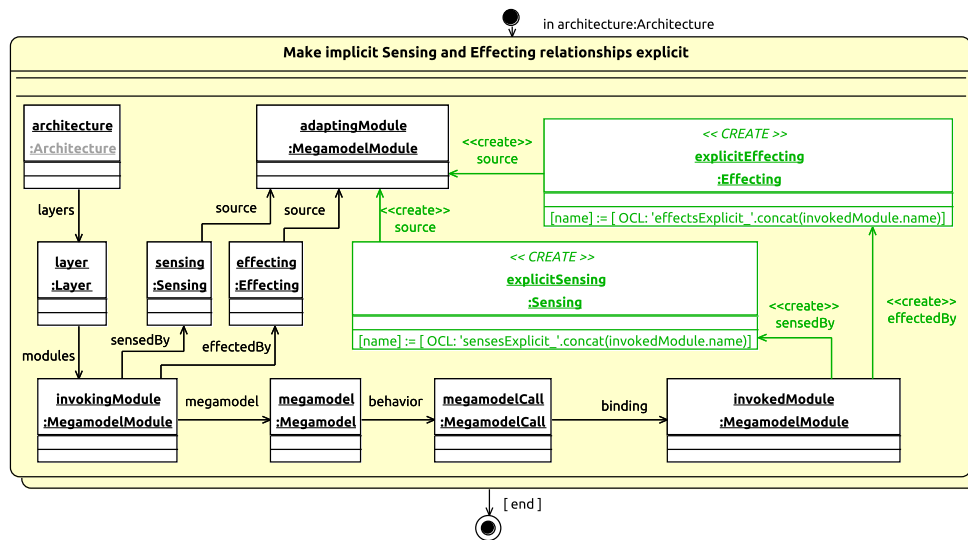 in architecture:Architecture
Make implicit Sensing and Effecting relationships explicit
architecture
:Architecture
adaptingModule
:MegamodelModule
<<create>>
source
<< CREATE >>
explicitEffecting
:Effecting
[name] := [ OCL: 'effectsExplicit_'.concat(invokedModule.name)]
layers
source
source
<<create>>
source
layer
:Layer
sensing
:Sensing
effecting
:Effecting
<< CREATE >>
explicitSensing
:Sensing
[name] := [ OCL: 'sensesExplicit_'.concat(invokedModule.name)]
<<create>>
sensedBy
<<create>>
effectedBy
modules
sensedBy
effectedBy
invokingModule
:MegamodelModule
megamodel
megamodel
:Megamodel
behavior
megamodelCall
:MegamodelCall
binding
invokedModule
:MegamodelModule
[ end ]